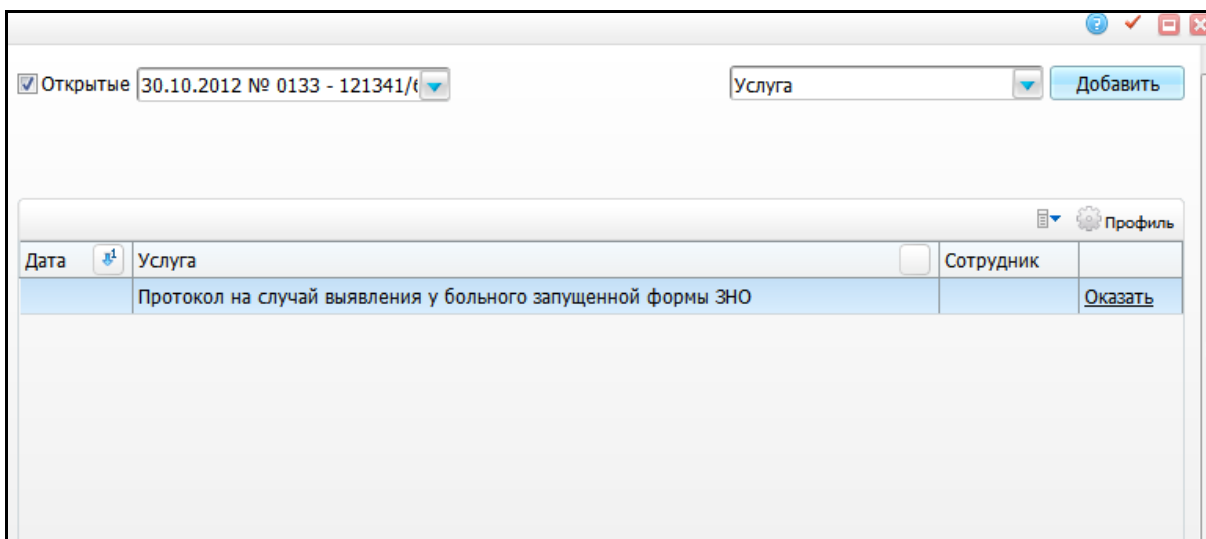 Открытые 30.10.2012 № 0133 - 121341/ Услуга Добавить
Профиль
Дата 1 Услуга Сотрудник
Протокол на случай выявления у больного запущенной формы ЗНО Оказать